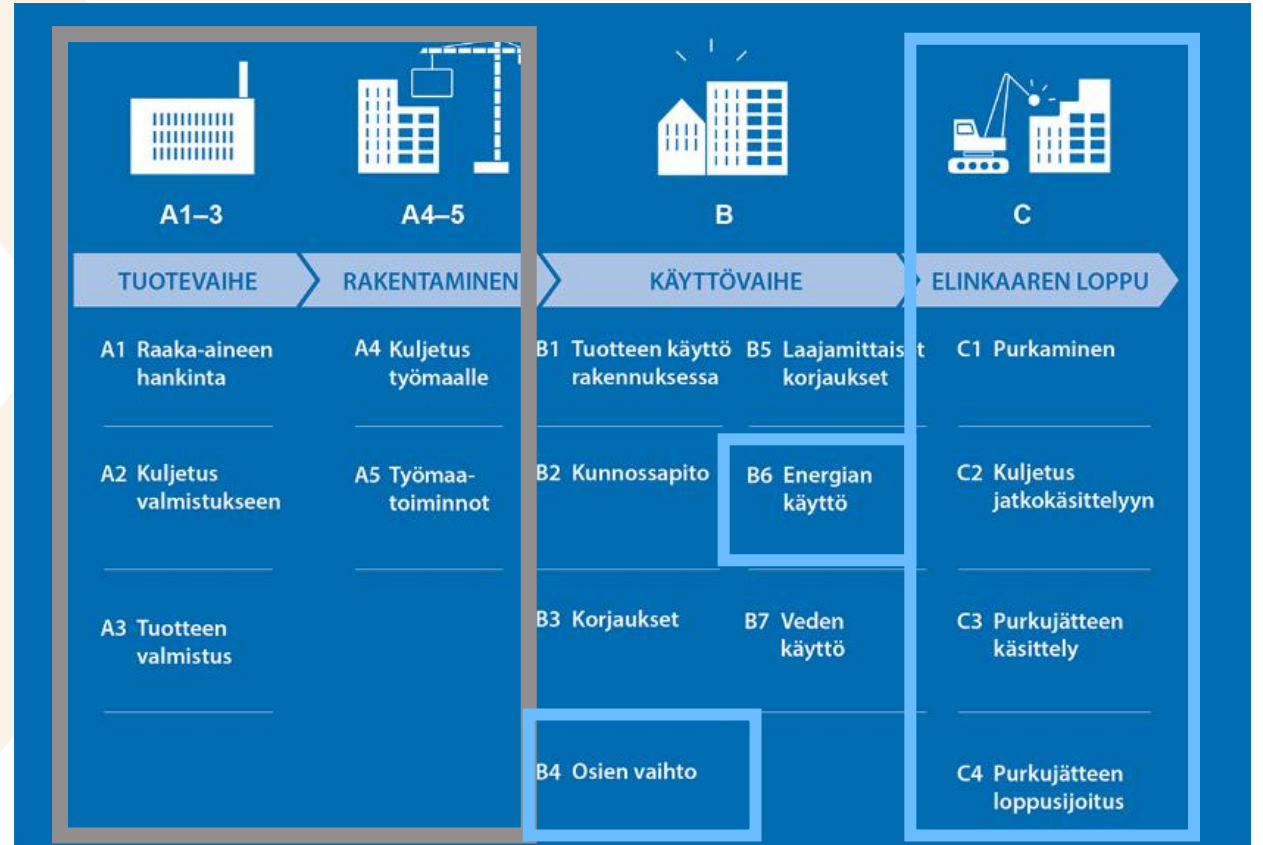 A1–3
A4–5
B
C
TUOTEVAIHE
RAKENTAMINEN
KÄYTTÖVAIHE
ELINKAAREN LOPPU
A1 Raaka-aineen
hankinta
A2 Kuljetus
valmistukseen
A3 Tuotteen
valmistus
A4 Kuljetus
työmaalle
A5 Työmaa-
toiminnot
B1 Tuotteen käyttö
rakennuksessa
B2 Kunnossapito
B3 Korjaukset
B4 Osien vaihto
B5 Laajamittaiset
korjaukset
B6 Energian
käyttö
B7 Veden
käyttö
C1 Purkaminen
C2 Kuljetus
jatkokäsittelyyn
C3 Purkujätteen
käsittely
C4 Purkujätteen
loppusijoitus